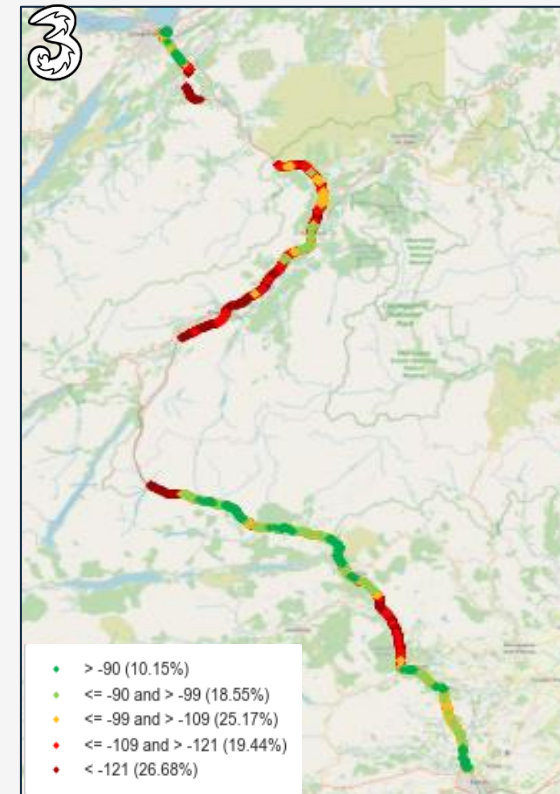 3
> -90 (10.15%)
<= -90 and > -99 (18.55%)
<= -99 and > -109 (25.17%)
<= -109 and > -121 (19.44%)
< -121 (26.68%)